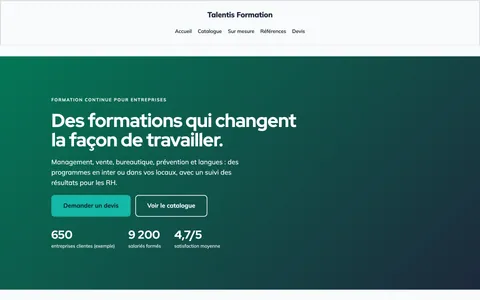 Talentis Formation
Accueil Catalogue Sur mesure Références Devis
FORMATION CONTINUE POUR ENTREPRISES
Des formations qui changent
la façon de travailler.
Management, vente, bureautique, prévention et langues : des
programmes en inter ou dans vos locaux, avec un suivi des
résultats pour les RH.
Demander un devis Voir le catalogue
650 9 200 4,7/5
entreprises clientes (exemple) salariés formés satisfaction moyenne